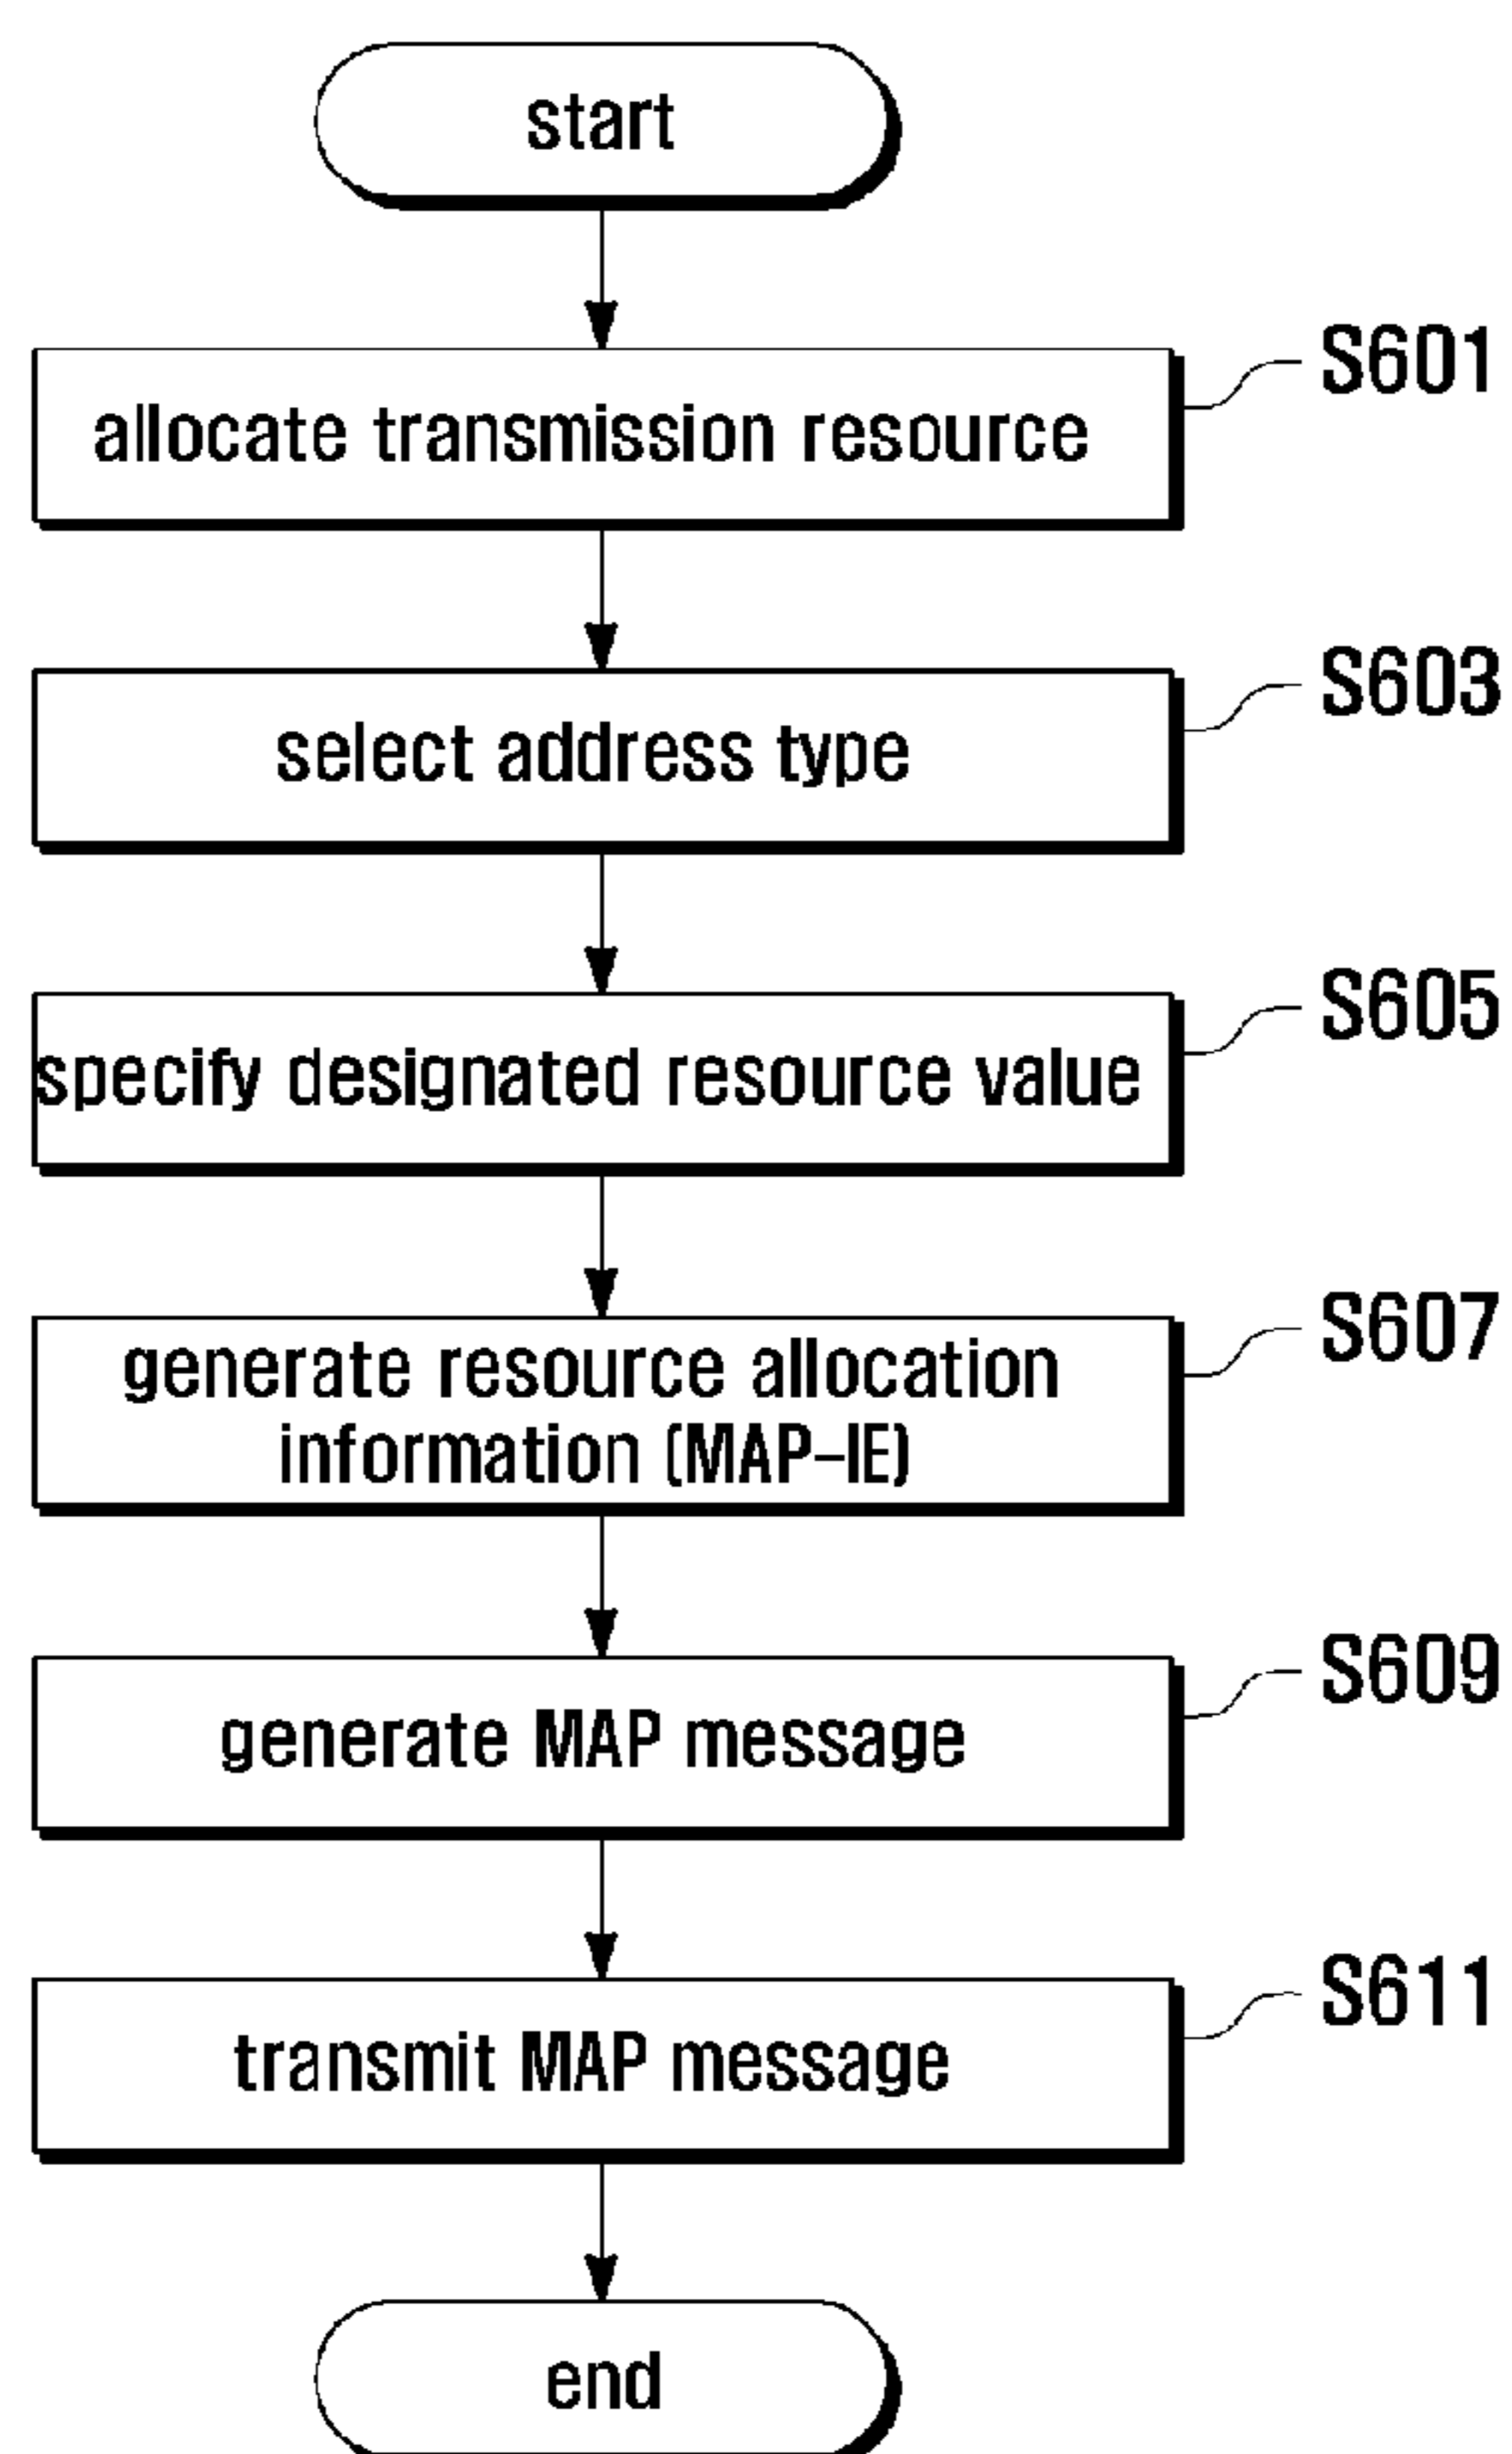 start
S601
allocate transmission resource
S603
select address type
S605
specify designated resource value
S607
generate resource allocation
information (MAP-IE)
S609
generate MAP message
S611
transmit MAP message
end